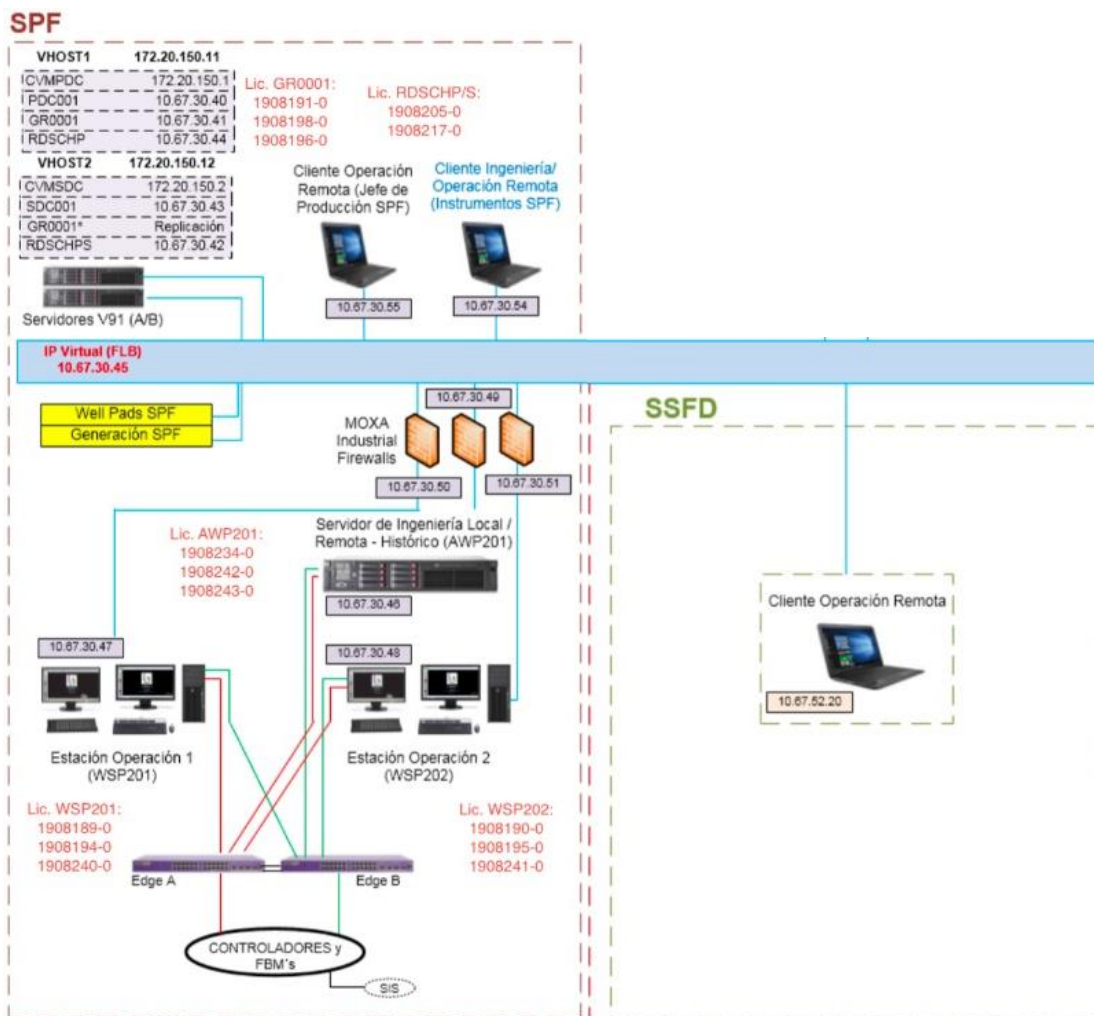 SPF
VHOST1 172.20.150.11
CVMPDC 172.20.150.1
PDC001 10.67.30.40
GR0001 10.67.30.41
RDSCHP 10.67.30.44
VHOST2 172.20.150.12
CVMSDC 172.20.150.2
SDC001 10.67.30.43
GR0001* Replicación
RDSCHPS 10.67.30.42
Servidores V91 (A/B)
Lic. GR0001:
1908191-0
1908198-0
1908196-0
Lic. RDSCHP/S:
1908205-0
1908217-0
Cliente Operación
Remota (Jefe de
Producción SPF)
10.67.30.55
Cliente Ingeniería/
Operación Remota
(Instrumentos SPF)
10.67.30.54
IP Virtual (FLB)
10.67.30.45
Well Pads SPF
Generación SPF
MOXA
Industrial
Firewalls
10.67.30.49
10.67.30.50
10.67.30.51
Lic. AWP201:
1908234-0
1908242-0
1908243-0
Servidor de Ingeniería Local /
Remota - Histórico (AWP201)
10.67.30.46
10.67.30.47
Estación Operación 1
(WSP201)
10.67.30.48
Estación Operación 2
(WSP202)
Lic. WSP201:
1908189-0
1908194-0
1908240-0
Lic. WSP202:
1908190-0
1908195-0
1908241-0
Edge A
Edge B
CONTROLADORES y
FBM´s
SIS
SSFD
Cliente Operación Remota
10.67.52.20